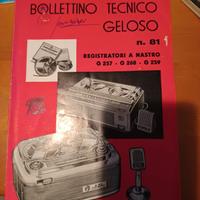 BOLLETTINO TECNICO
GELOSO
n. 81
REGISTRATORI A NASTRO
G 257 - G 268 - G 259